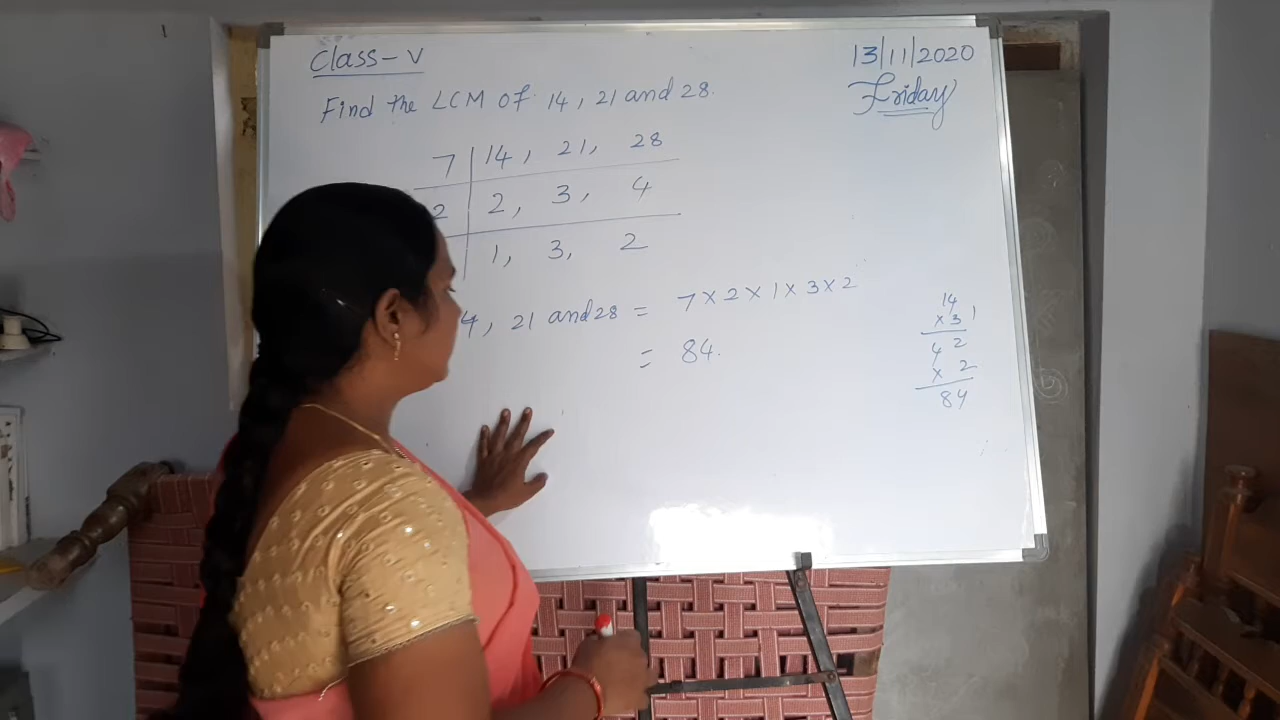 Class - V
13/11/2020
Friday
Find the LCM of 14, 21 and 28.
7 | 14, 21, 28
2 | 2, 3, 4
1, 3, 2
4, 21 and 28 = 7 × 2 × 1 × 3 × 2
= 84.
14
× 3 1
42
× 2
84